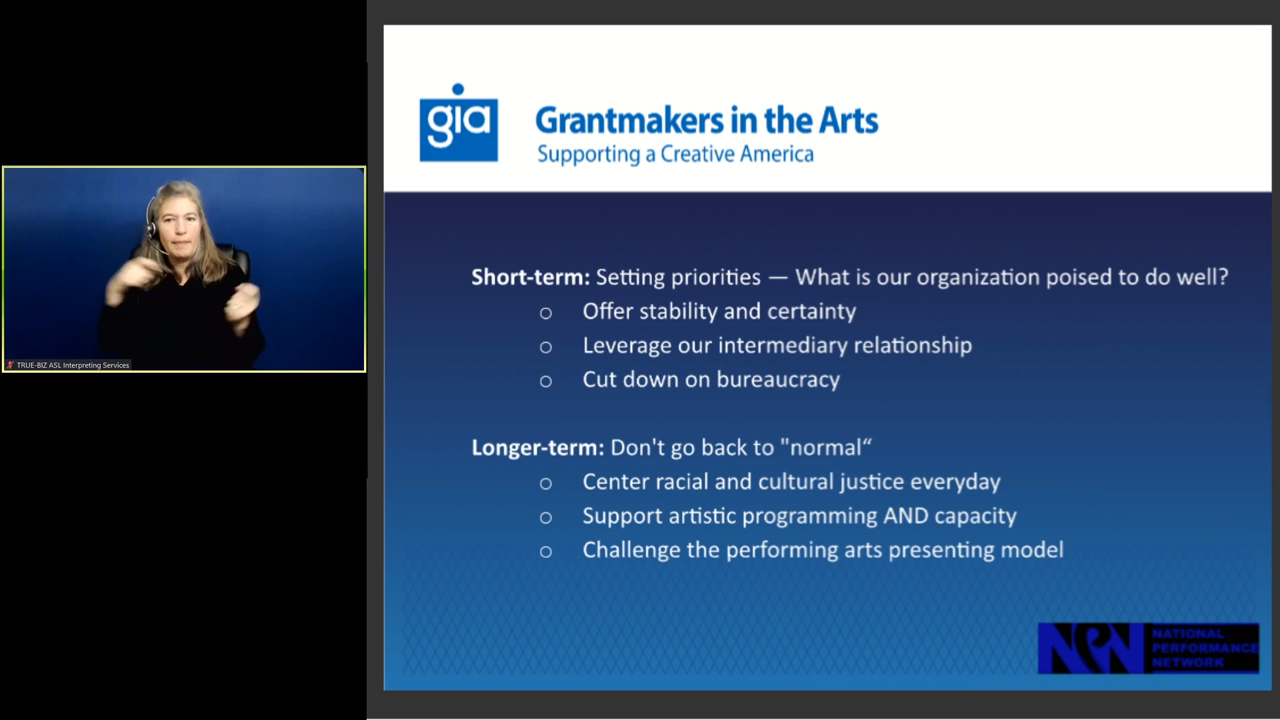 gia
Grantmakers in the Arts
Supporting a Creative America
TRUE-BIZ ASL Interpreting Services
Short-term: Setting priorities — What is our organization poised to do well?
o Offer stability and certainty
o Leverage our intermediary relationship
o Cut down on bureaucracy
Longer-term: Don't go back to "normal“
o Center racial and cultural justice everyday
o Support artistic programming AND capacity
o Challenge the performing arts presenting model
NPN
NATIONAL
PERFORMANCE
NETWORK